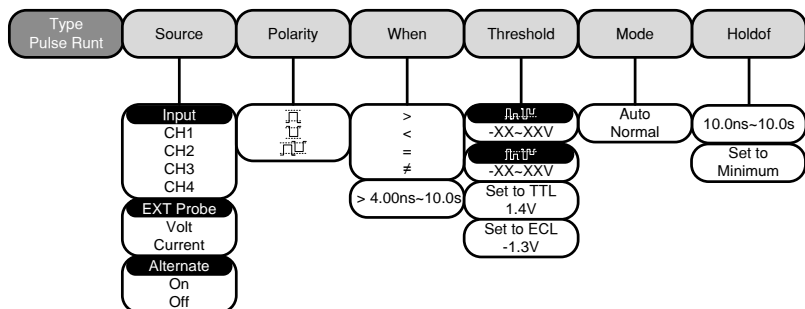 Type
Pulse Runt
Source
Polarity
When
Threshold
Mode
Holdof
Input
CH1
CH2
CH3
CH4
EXT Probe
Volt
Current
Alternate
On
Off
>
<
=
≠
> 4.00ns~10.0s
-XX~XXV
-XX~XXV
Set to TTL
1.4V
Set to ECL
-1.3V
Auto
Normal
10.0ns~10.0s
Set to
Minimum